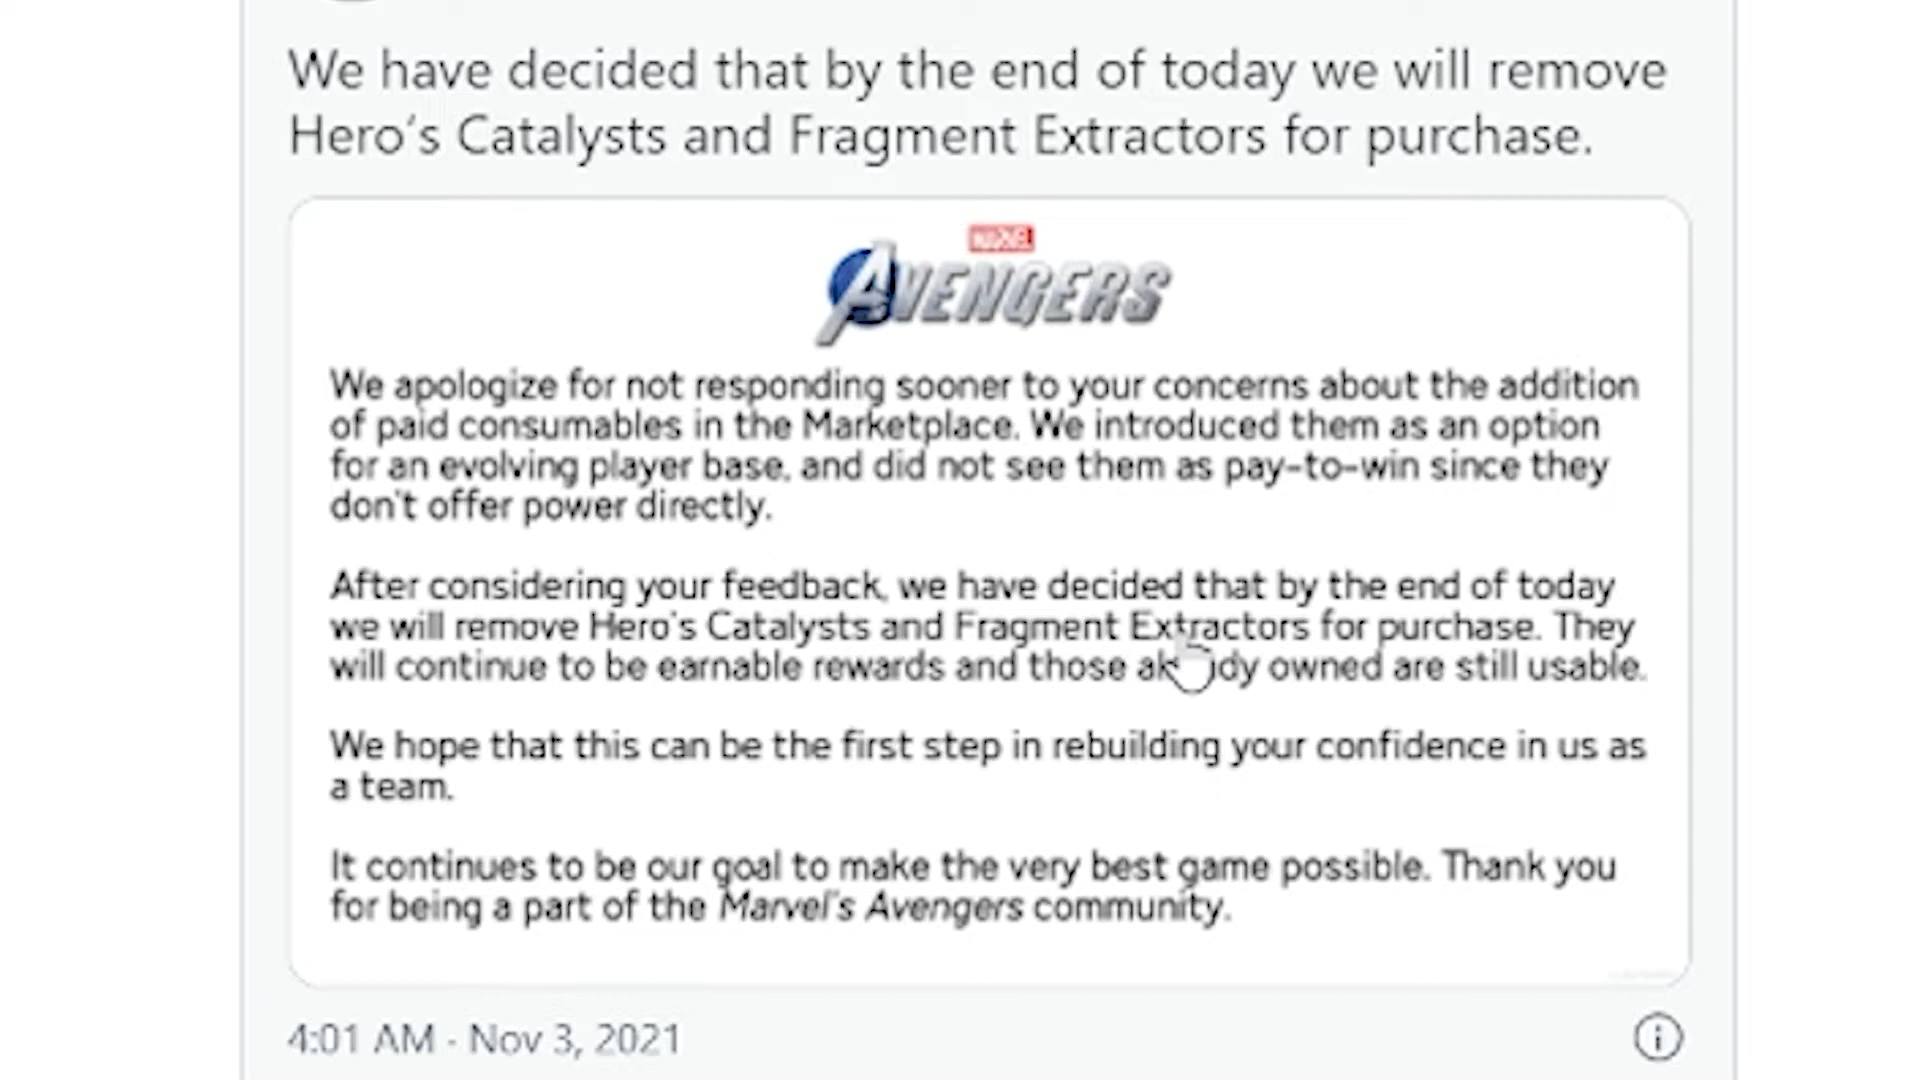 We have decided that by the end of today we will remove
Hero's Catalysts and Fragment Extractors for purchase.
MARVEL
AVENGERS
We apologize for not responding sooner to your concerns about the addition
of paid consumables in the Marketplace. We introduced them as an option
for an evolving player base, and did not see them as pay-to-win since they
don't offer power directly.
After considering your feedback, we have decided that by the end of today
we will remove Hero's Catalysts and Fragment Extractors for purchase. They
will continue to be earnable rewards and those already owned are still usable.
We hope that this can be the first step in rebuilding your confidence in us as
a team.
It continues to be our goal to make the very best game possible. Thank you
for being a part of the Marvel's Avengers community.
4:01 AM · Nov 3, 2021